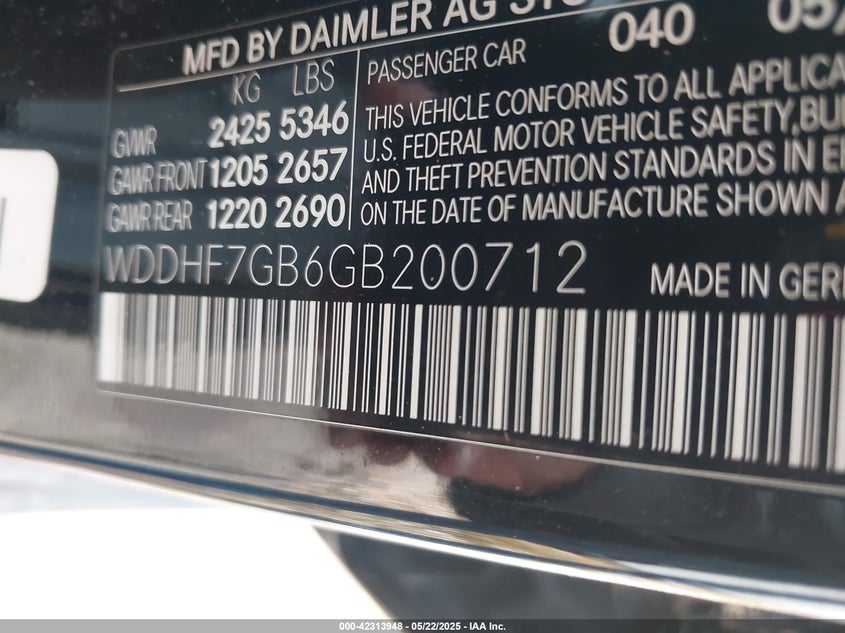 MFD BY DAIMLER AG
040 05/
KG LBS
PASSENGER CAR
GVWR 2425 5346
GAWR FRONT 1205 2657
GAWR REAR 1220 2690
THIS VEHICLE CONFORMS TO ALL
U.S. FEDERAL MOTOR VEHICLE SAFETY,
AND THEFT PREVENTION STANDARDS IN
ON THE DATE OF MANUFACTURE SHOWN
WDDHF7GB6GB200712
MADE IN
000-42313948 - 05/22/2025 - IAA Inc.